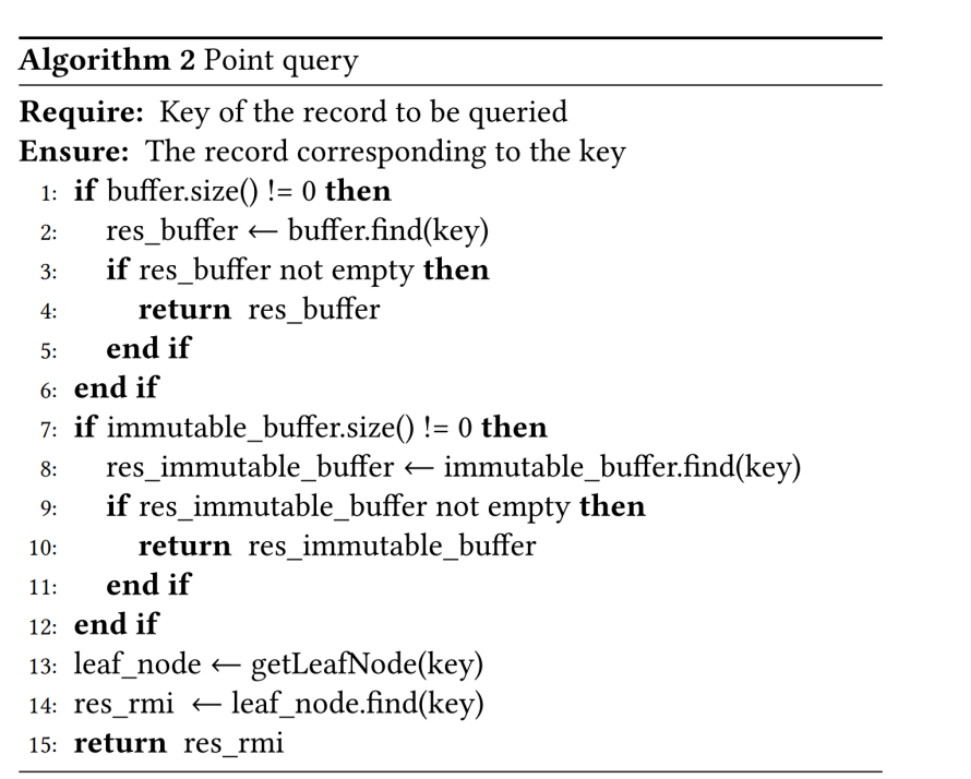 Algorithm 2 Point query
Require: Key of the record to be queried
Ensure: The record corresponding to the key
1: if buffer.size() != 0 then
2: res_buffer ← buffer.find(key)
3: if res_buffer not empty then
4: return res_buffer
5: end if
6: end if
7: if immutable_buffer.size() != 0 then
8: res_immutable_buffer ← immutable_buffer.find(key)
9: if res_immutable_buffer not empty then
10: return res_immutable_buffer
11: end if
12: end if
13: leaf_node ← getLeafNode(key)
14: res_rmi ← leaf_node.find(key)
15: return res_rmi